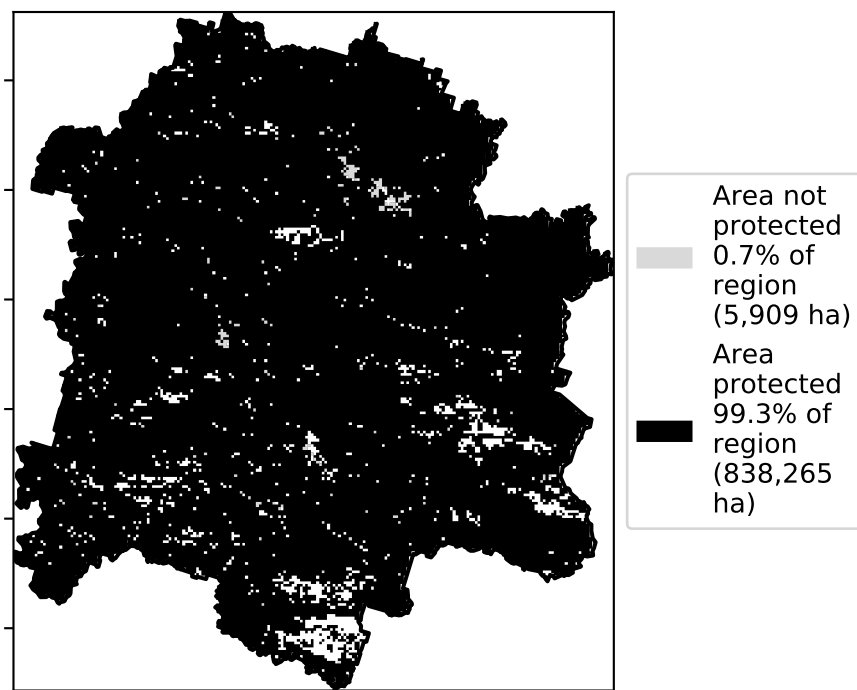 Area not
protected
0.7% of
region
(5,909 ha)
Area
protected
99.3% of
region
(838,265
ha)